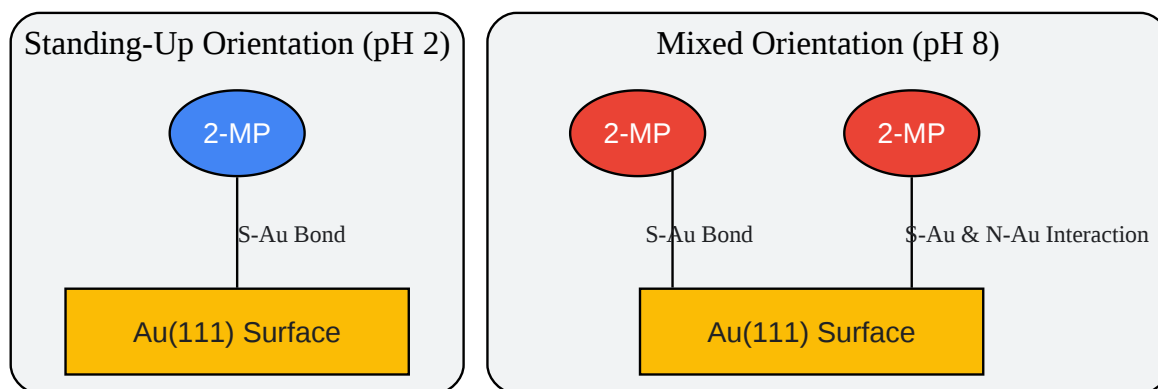 Standing-Up Orientation (pH 2)
2-MP
S-Au Bond
Au(111) Surface
Mixed Orientation (pH 8)
2-MP
2-MP
S-Au Bond
S-Au & N-Au Interaction
Au(111) Surface